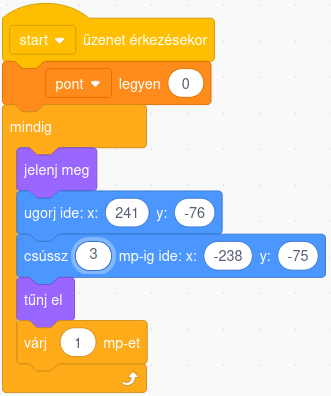 start üzenet érkezésekor
pont legyen 0
mindig
jelenj meg
ugorj ide: x: 241 y: -76
csússz 3 mp-ig ide: x: -238 y: -75
tűnj el
várj 1 mp-et